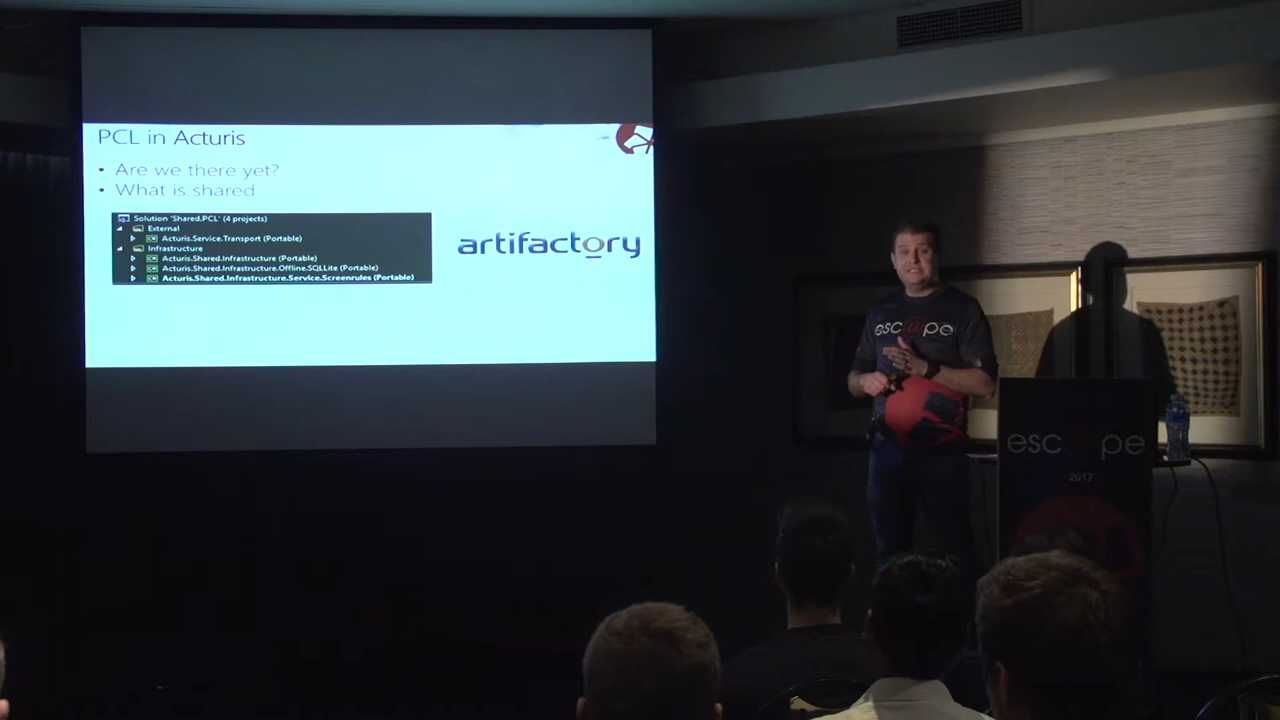 PCL in Acturis
• Are we there yet?
• What is shared
Solution 'Shared.PCL' (4 projects)
External
Acturis.Service.Transport (Portable)
Infrastructure
Acturis.Shared.Infrastructure (Portable)
Acturis.Shared.Infrastructure.Offline.SQLLite (Portable)
Acturis.Shared.Infrastructure.Service.Screenrules (Portable)
artifactory
esc@pe
esc pe
2017